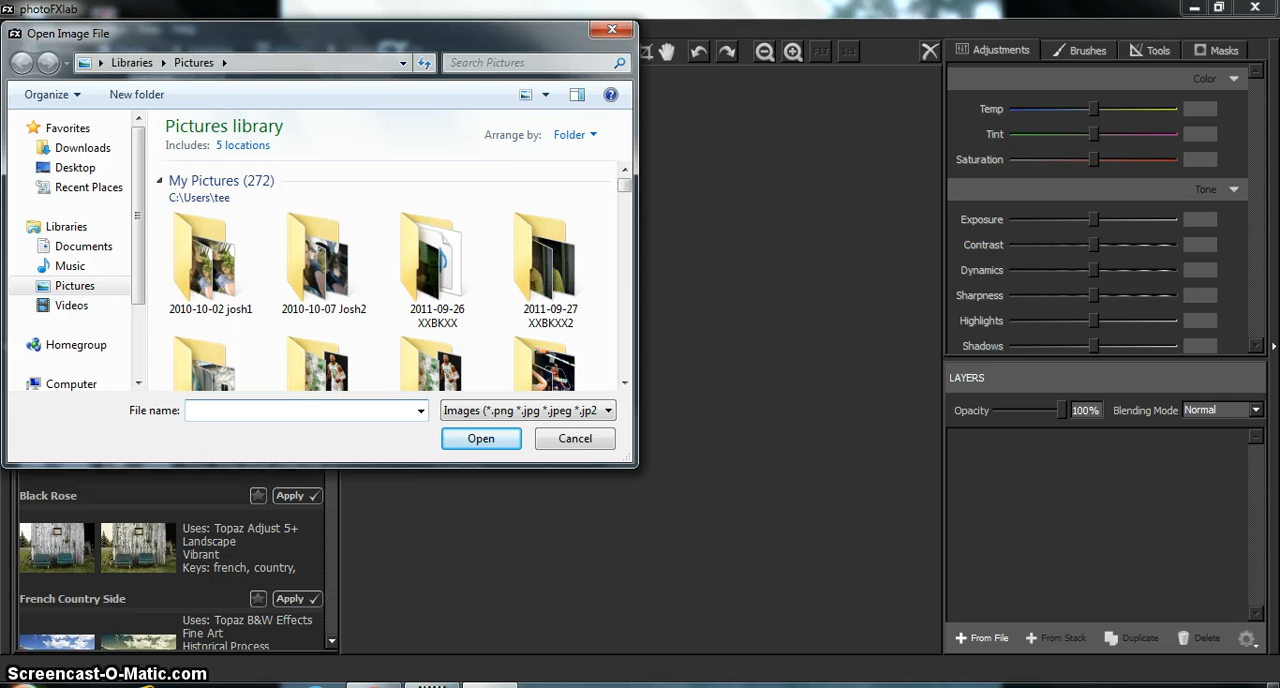 photoFXlab
Open Image File
Libraries
Pictures
Search Pictures
Organize
New folder
Pictures library
Includes: 5 locations
Arrange by: Folder
Favorites
Downloads
Desktop
Recent Places
Libraries
Documents
Music
Pictures
Videos
Homegroup
Computer
My Pictures (272)
C:\Users\tee
2010-10-02 josh1
2010-10-07 Josh2
2011-09-26
XXBKXX
2011-09-27
XXBKXX2
File name:
Images (*.png *.jpg *.jpeg *.jp2
Open
Cancel
FIT
1:1
Adjustments
Brushes
Tools
Masks
Color
Temp
Tint
Saturation
Tone
Exposure
Contrast
Dynamics
Sharpness
Highlights
Shadows
LAYERS
Opacity
100%
Blending Mode
Normal
From File
From Stack
Duplicate
Delete
Black Rose
Apply
Uses: Topaz Adjust 5+
Landscape
Vibrant
Keys: french, country,
French Country Side
Apply
Uses: Topaz B&W Effects
Fine Art
Historical Process
Screencast-O-Matic.com